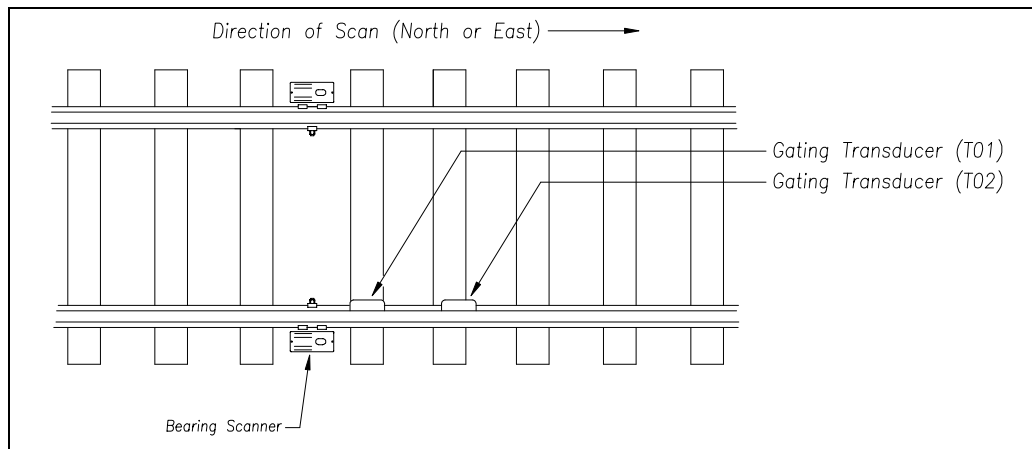 Direction of Scan (North or East)
Gating Transducer (T01)
Gating Transducer (T02)
Bearing Scanner